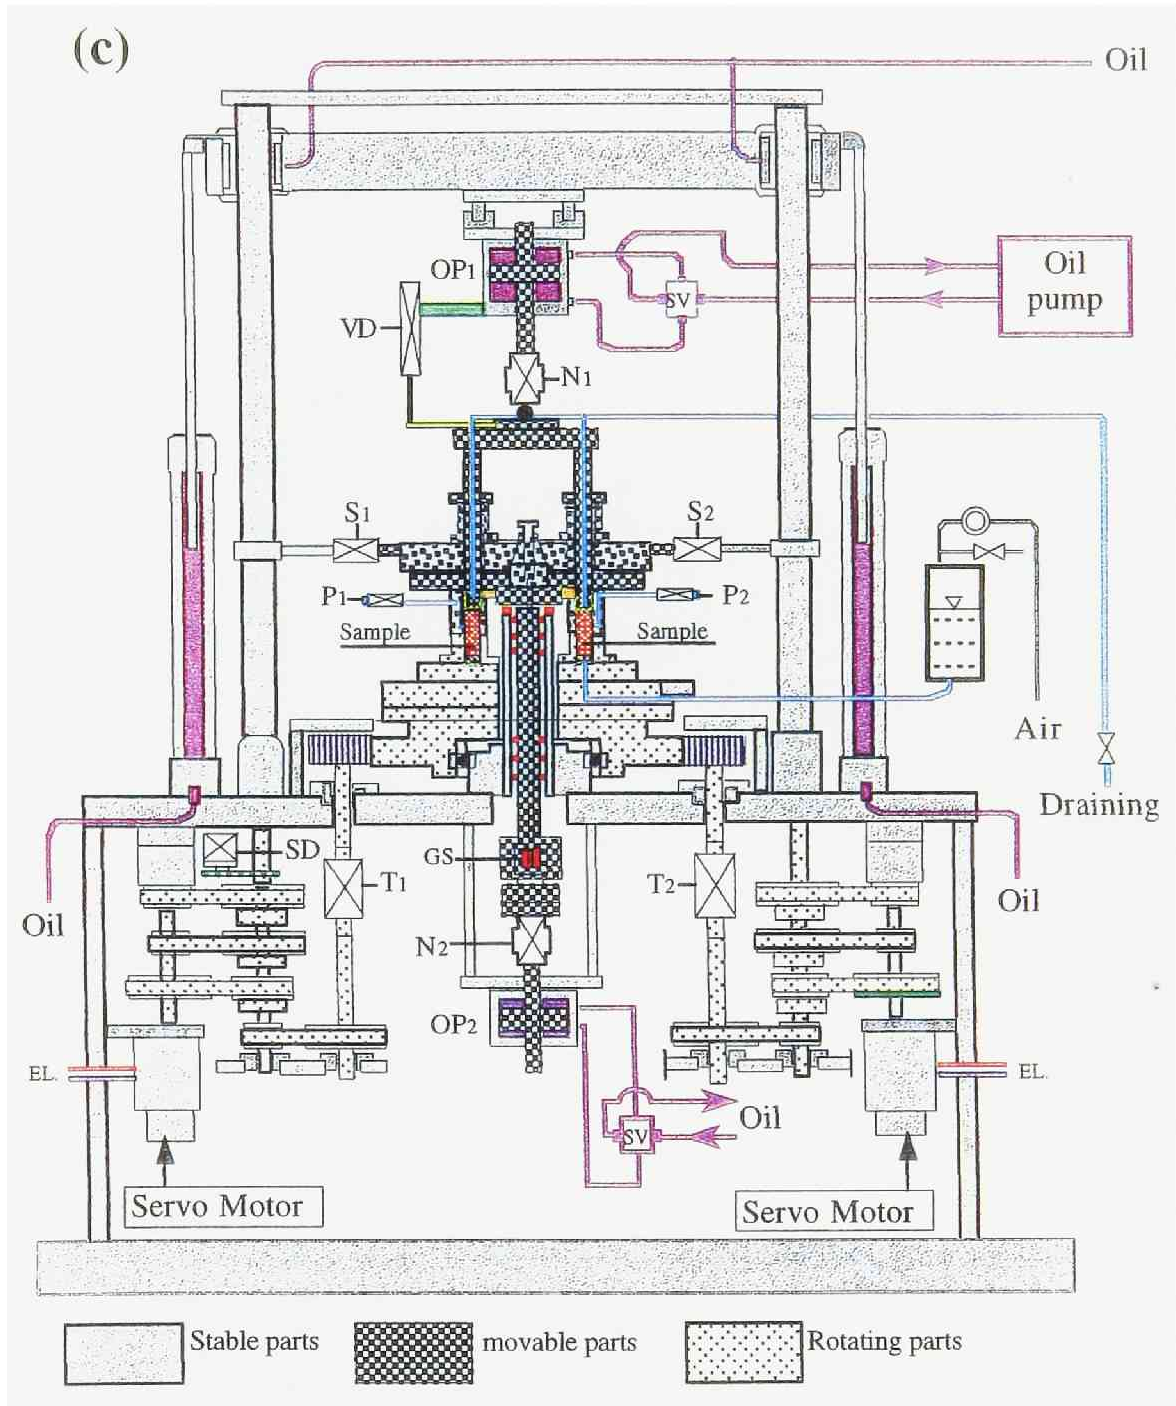 (c)
Oil
OP1
Oil
pump
SV
VD
N1
S1
S2
P1
P2
Sample
Sample
Air
Draining
SD
T1
GS
T2
Oil
Oil
N2
OP2
EL.
EL.
Oil
SV
Servo Motor
Servo Motor
Stable parts
movable parts
Rotating parts